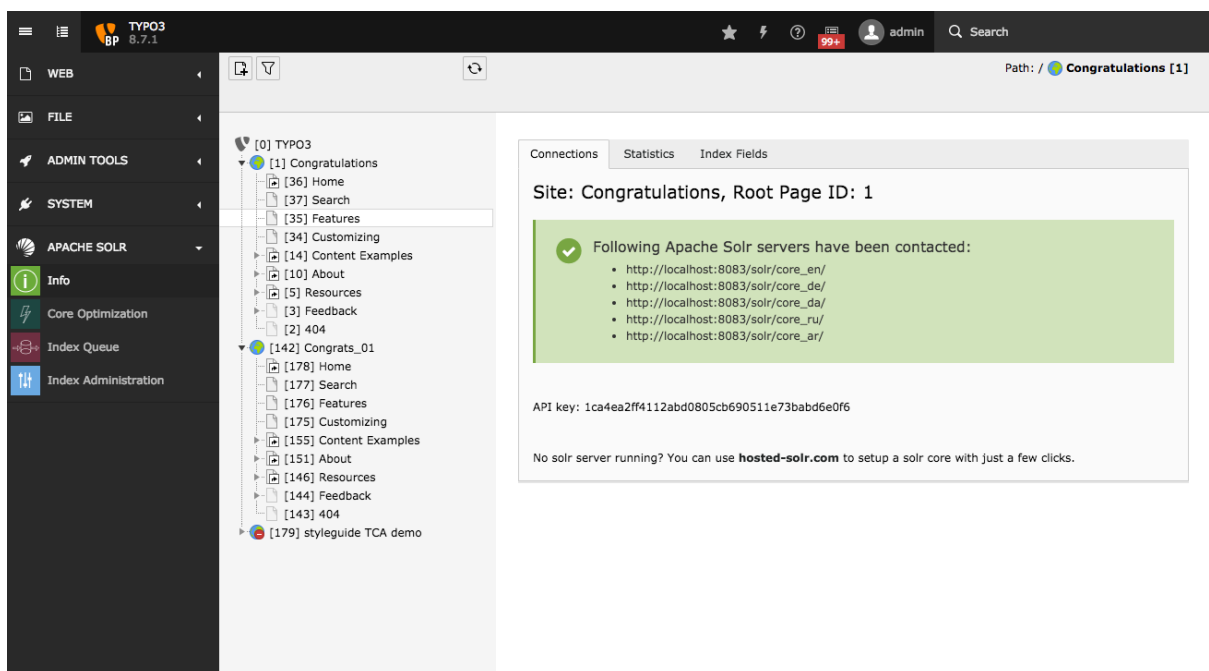 TYPO3
8.7.1
BP
99+
admin
Search
WEB
FILE
ADMIN TOOLS
SYSTEM
APACHE SOLR
Info
Core Optimization
Index Queue
Index Administration
Path: / Congratulations [1]
[0] TYPO3
[1] Congratulations
[36] Home
[37] Search
[35] Features
[34] Customizing
[14] Content Examples
[10] About
[5] Resources
[3] Feedback
[2] 404
[142] Congrats_01
[178] Home
[177] Search
[176] Features
[175] Customizing
[155] Content Examples
[151] About
[146] Resources
[144] Feedback
[143] 404
[179] styleguide TCA demo
Connections Statistics Index Fields
Site: Congratulations, Root Page ID: 1
Following Apache Solr servers have been contacted:
• http://localhost:8083/solr/core_en/
• http://localhost:8083/solr/core_de/
• http://localhost:8083/solr/core_da/
• http://localhost:8083/solr/core_ru/
• http://localhost:8083/solr/core_ar/
API key: 1ca4ea2ff4112abd0805cb690511e73babd6e0f6
No solr server running? You can use hosted-solr.com to setup a solr core with just a few clicks.